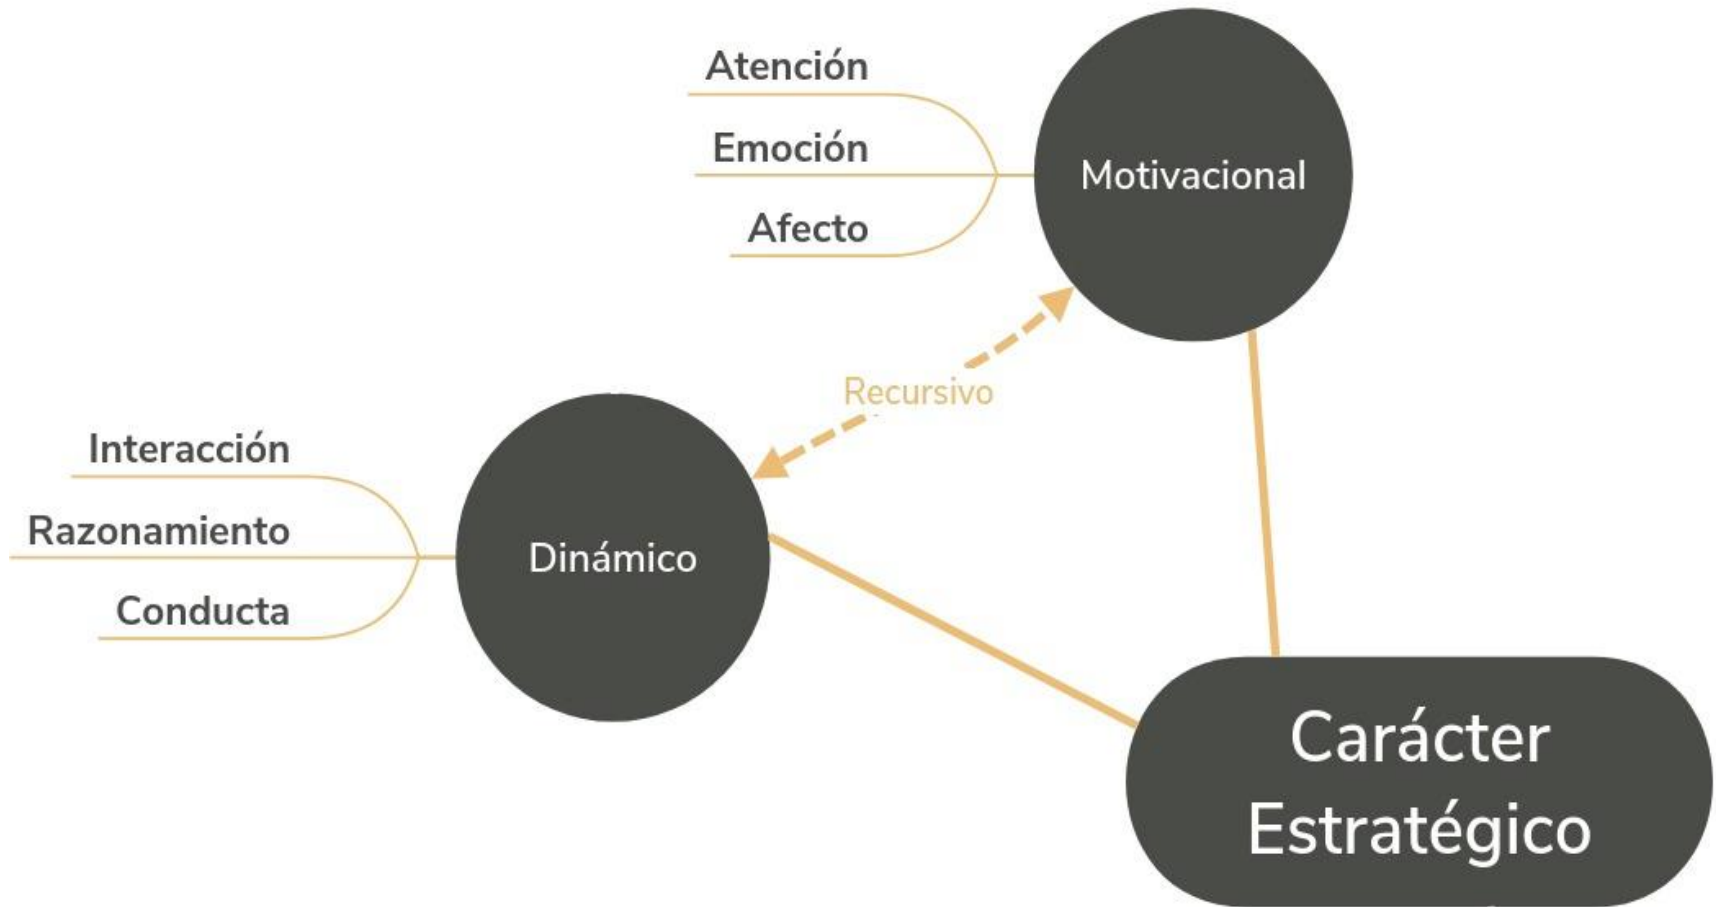 Atención
Emoción
Afecto
Motivacional
Recursivo
Interacción
Razonamiento
Conducta
Dinámico
Carácter
Estratégico